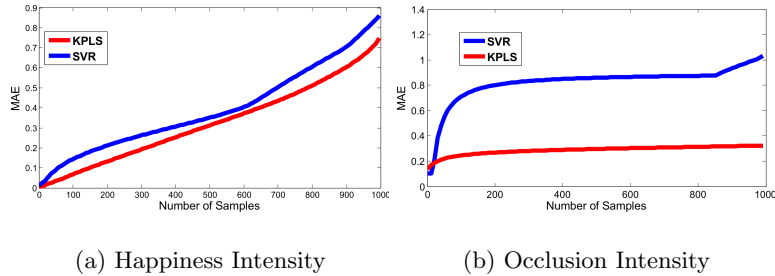 0.9
0.8
0.7
0.6
0.5
0.4
0.3
0.2
0.1
0
MAE
KPLS
SVR
0 100 200 300 400 500 600 700 800 900 1000
Number of Samples
(a) Happiness Intensity
1.4
1.2
1
0.8
0.6
0.4
0.2
0
MAE
SVR
KPLS
0 200 400 600 800 1000
Number of Samples
(b) Occlusion Intensity